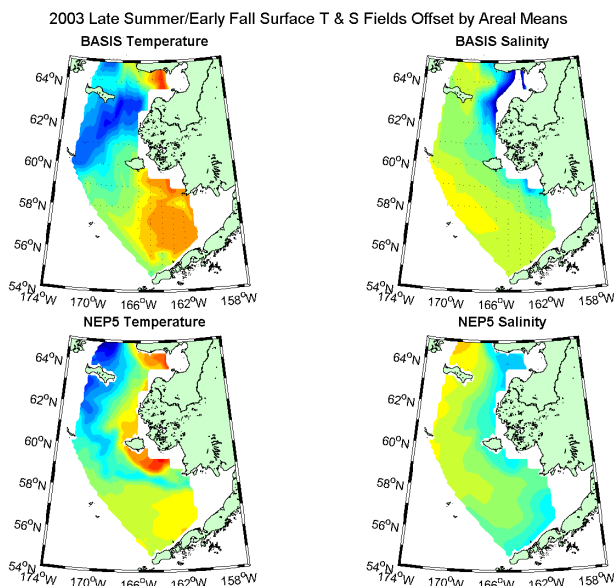 2003 Late Summer/Early Fall Surface T & S Fields Offset by Areal Means
BASIS Temperature
BASIS Salinity
64°N
62°N
60°N
58°N
56°N
54°N
174°W
170°W
166°W
162°W
158°W
64°N
62°N
60°N
58°N
56°N
54°N
174°W
170°W
166°W
162°W
158°W
NEP5 Temperature
NEP5 Salinity
64°N
62°N
60°N
58°N
56°N
54°N
174°W
170°W
166°W
162°W
158°W
64°N
62°N
60°N
58°N
56°N
54°N
174°W
170°W
166°W
162°W
158°W